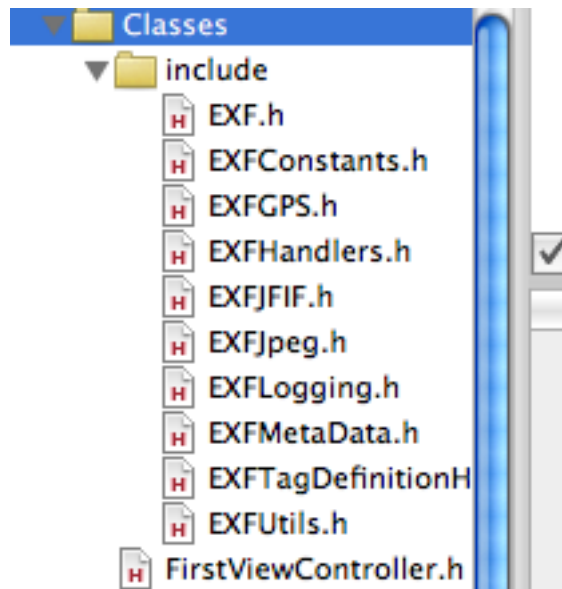 Classes
include
EXF.h
EXFConstants.h
EXFGPS.h
EXFHandlers.h
EXFJFIF.h
EXFJpeg.h
EXFLogging.h
EXFMetaData.h
EXFTagDefinitionH
EXFUtils.h
FirstViewController.h